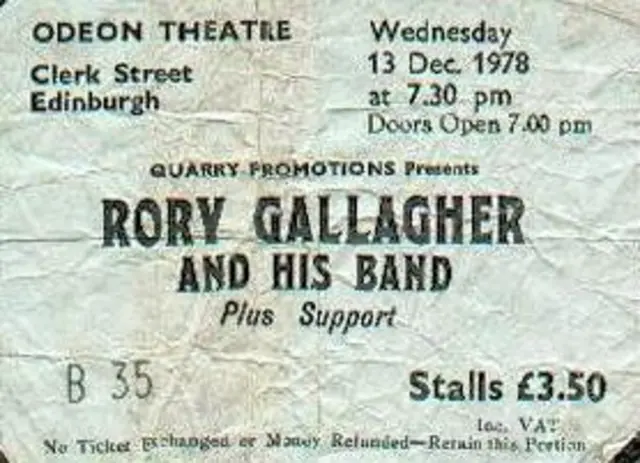 ODEON THEATRE
Clerk Street
Edinburgh
Wednesday
13 Dec. 1978
at 7.30 pm
Doors Open 7.00 pm
QUARRY PROMOTIONS Presents
RORY GALLAGHER
AND HIS BAND
Plus Support
B 35
Stalls £3.50
Inc. VAT
No Ticket Exchanged or Money Refunded—Retain this Portion